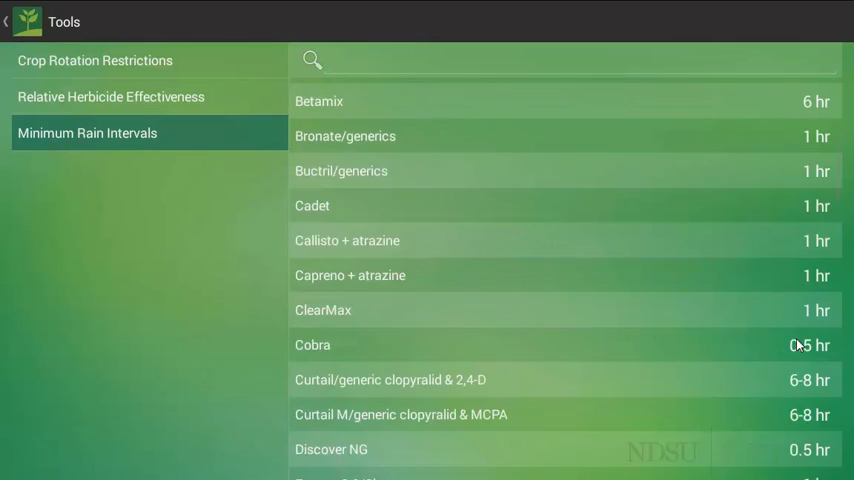 Tools
Crop Rotation Restrictions
Relative Herbicide Effectiveness
Minimum Rain Intervals
Betamix 6 hr
Bronate/generics 1 hr
Buctril/generics 1 hr
Cadet 1 hr
Callisto + atrazine 1 hr
Capreno + atrazine 1 hr
ClearMax 1 hr
Cobra 0.5 hr
Curtail/generic clopyralid & 2,4-D 6-8 hr
Curtail M/generic clopyralid & MCPA 6-8 hr
Discover NG 0.5 hr
NDSU